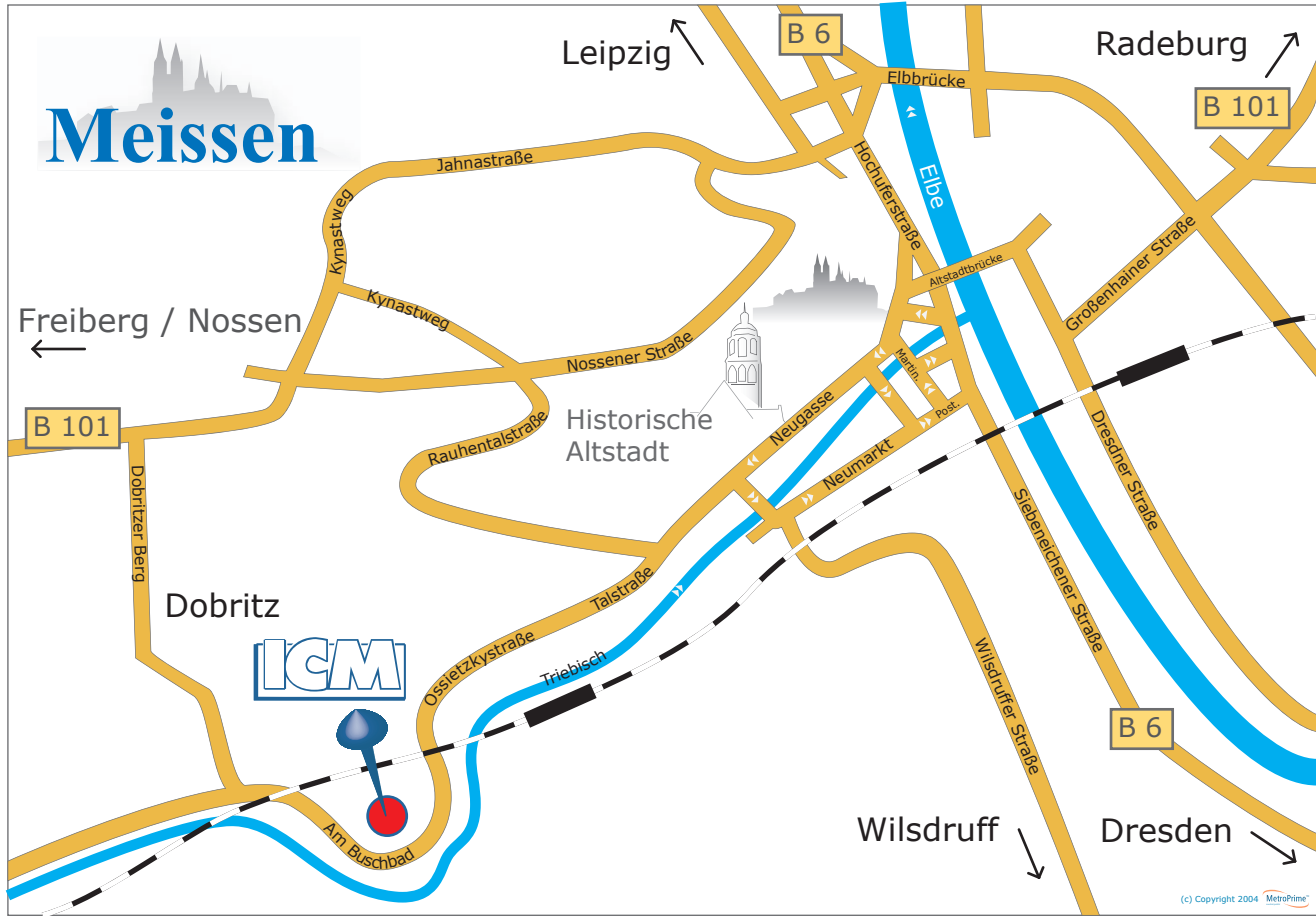 Meissen
Leipzig
B 6
Radeburg
B 101
Elbbrücke
Jahnastraße
Hochuferstraße
Elbe
Kynastweg
Kynastweg
Altstadtbrücke
Großenhainer Straße
Freiberg / Nossen
Nossener Straße
Martin.
Post.
B 101
Historische
Altstadt
Neugasse
Neumarkt
Rauhentalstraße
Dresdner Straße
Dobritzer Berg
Siebeneichener Straße
Dobritz
Talstraße
ICM
Ossietzkystraße
Triebisch
Wilsdruffer Straße
B 6
Am Buschbad
Wilsdruff
Dresden
(c) Copyright 2004 MetroPrime™